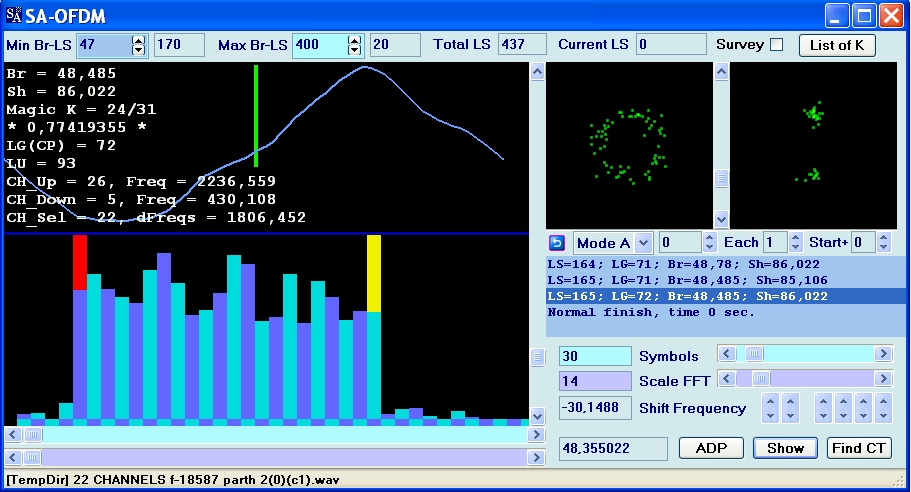 SA-OFDM
Min Br-LS 47 170 Max Br-LS 400 20 Total LS 437 Current LS 0 Survey List of K
Br = 48,485
Sh = 86,022
Magic K = 24/31
* 0,77419355 *
LG(CP) = 72
LU = 93
CH_Up = 26, Freq = 2236,559
CH_Down = 5, Freq = 430,108
CH_Sel = 22, dFreqs = 1806,452
Mode A 0 Each 1 Start+ 0
LS=164; LG=71; Br=48,78; Sh=86,022
LS=165; LG=71; Br=48,485; Sh=85,106
LS=165; LG=72; Br=48,485; Sh=86,022
Normal finish, time 0 sec.
30 Symbols
14 Scale FFT
-30,1488 Shift Frequency
48,355022 ADP Show Find CT
[TempDir] 22 CHANNELS f-18587 parth 2(0)(c1).wav